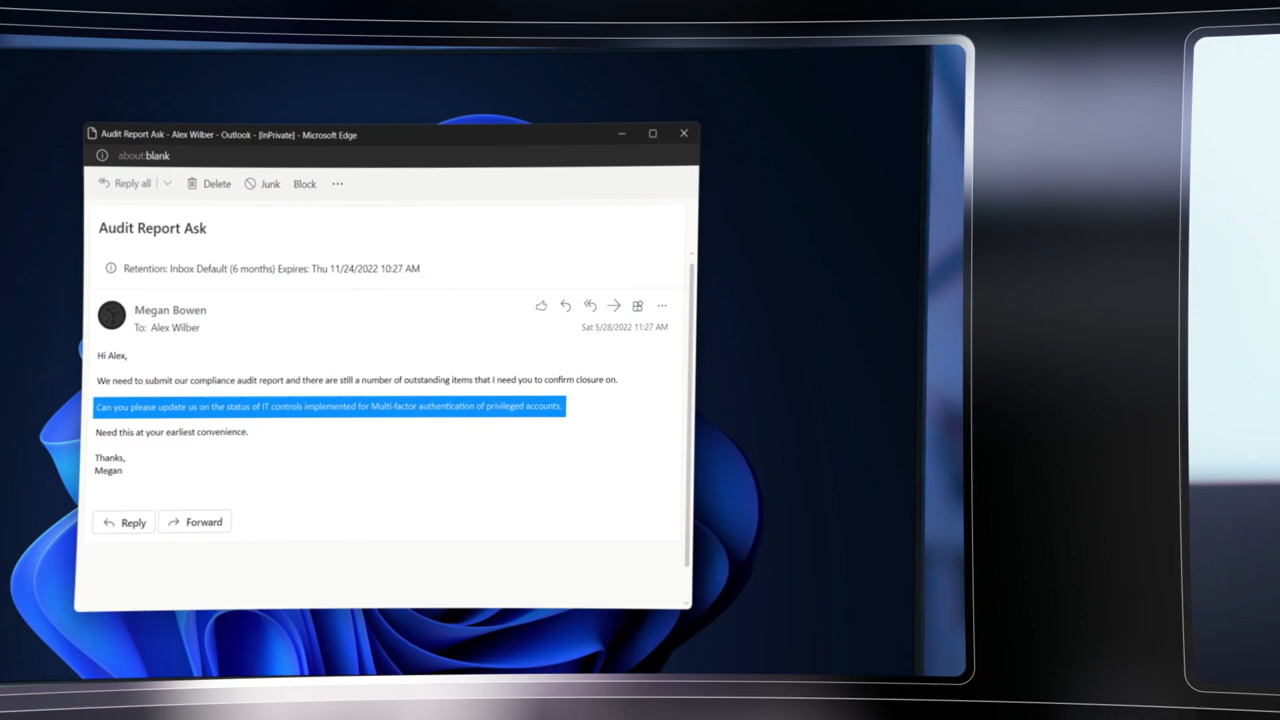 Audit Report Ask - Alex Wilber - Outlook - [InPrivate] - Microsoft Edge
about:blank
Reply all Delete Junk Block ...
Audit Report Ask
Retention: Inbox Default (6 months) Expires: Thu 11/24/2022 10:27 AM
Megan Bowen
To: Alex Wilber
Sat 5/28/2022 11:27 AM
Hi Alex,
We need to submit our compliance audit report and there are still a number of outstanding items that I need you to confirm closure on.
Can you please update us on the status of IT controls implemented for Multi-factor authentication of privileged accounts.
Need this at your earliest convenience.
Thanks,
Megan
Reply Forward